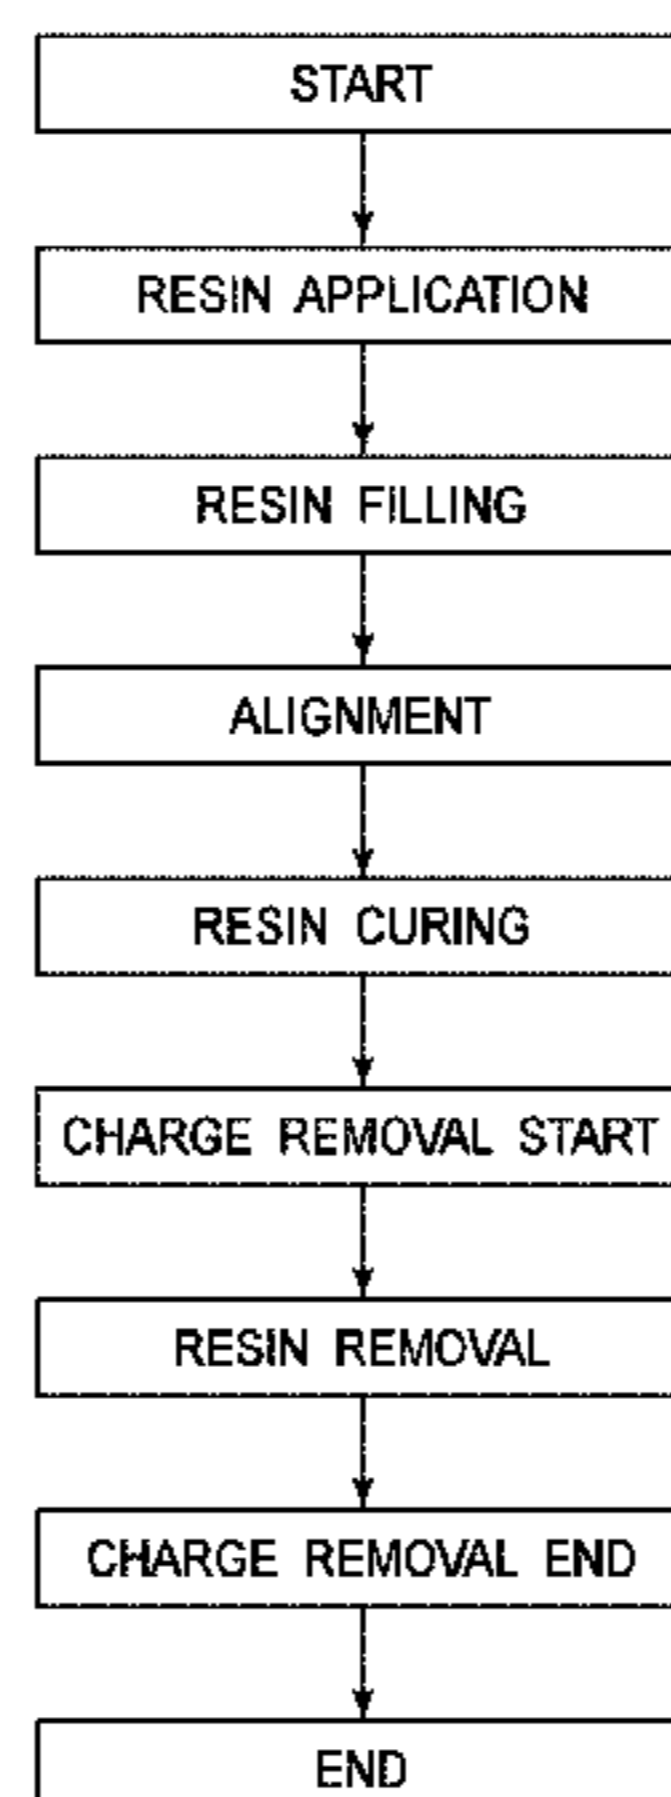 START
RESIN APPLICATION
RESIN FILLING
ALIGNMENT
RESIN CURING
CHARGE REMOVAL START
RESIN REMOVAL
CHARGE REMOVAL END
END